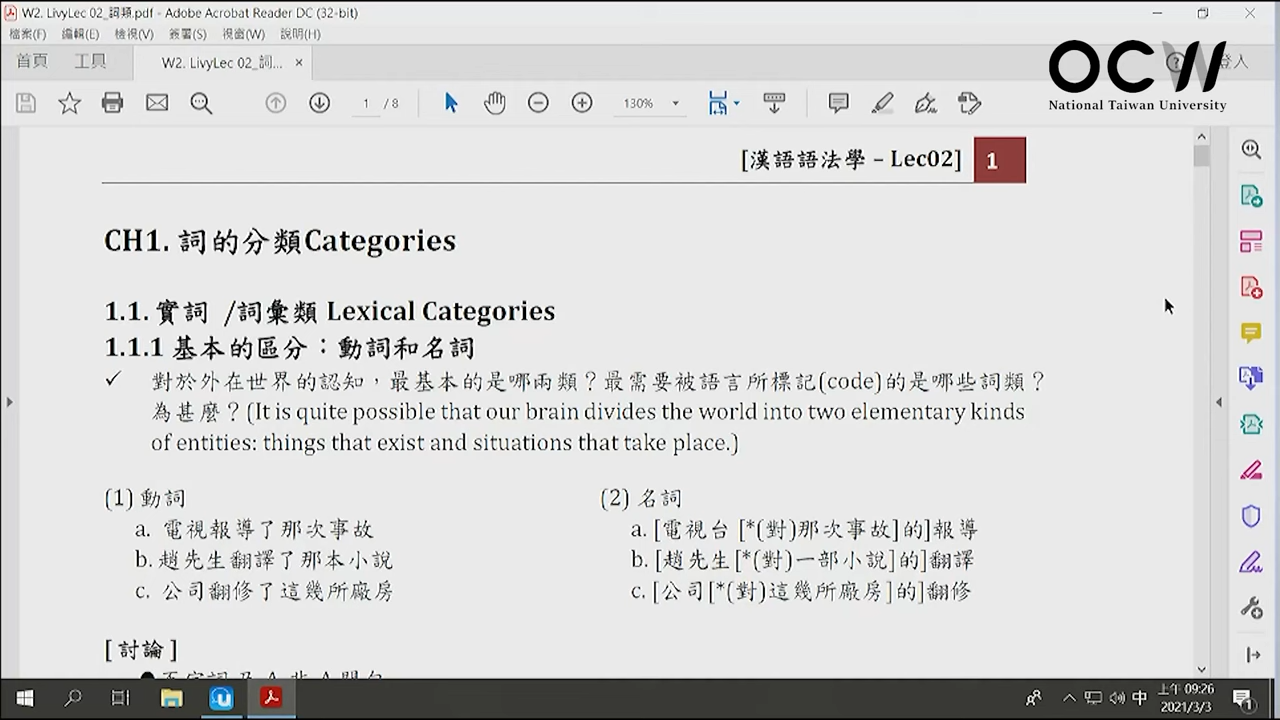 W2. LivyLec 02_詞類.pdf - Adobe Acrobat Reader DC (32-bit)
檔案(F) 編輯(E) 檢視(V) 簽署(S) 視窗(W) 說明(H)
首頁 工具 W2. LivyLec 02_詞... × 登入
OCW
National Taiwan University
1 / 8 130%
[漢語語法學 – Lec02] 1
CH1. 詞的分類Categories
1.1. 實詞 /詞彙類 Lexical Categories
1.1.1 基本的區分：動詞和名詞
✓ 對於外在世界的認知，最基本的是哪兩類？最需要被語言所標記(code)的是哪些詞類？
為甚麼？(It is quite possible that our brain divides the world into two elementary kinds
of entities: things that exist and situations that take place.)
(1) 動詞 (2) 名詞
a. 電視報導了那次事故 a. [電視台 [*(對)那次事故]的]報導
b. 趙先生翻譯了那本小說 b. [趙先生[*(對)一部小說]的]翻譯
c. 公司翻修了這幾所廠房 c. [公司[*(對)這幾所廠房]的]翻修
[討論]
中 上午 09:26
2021/3/3